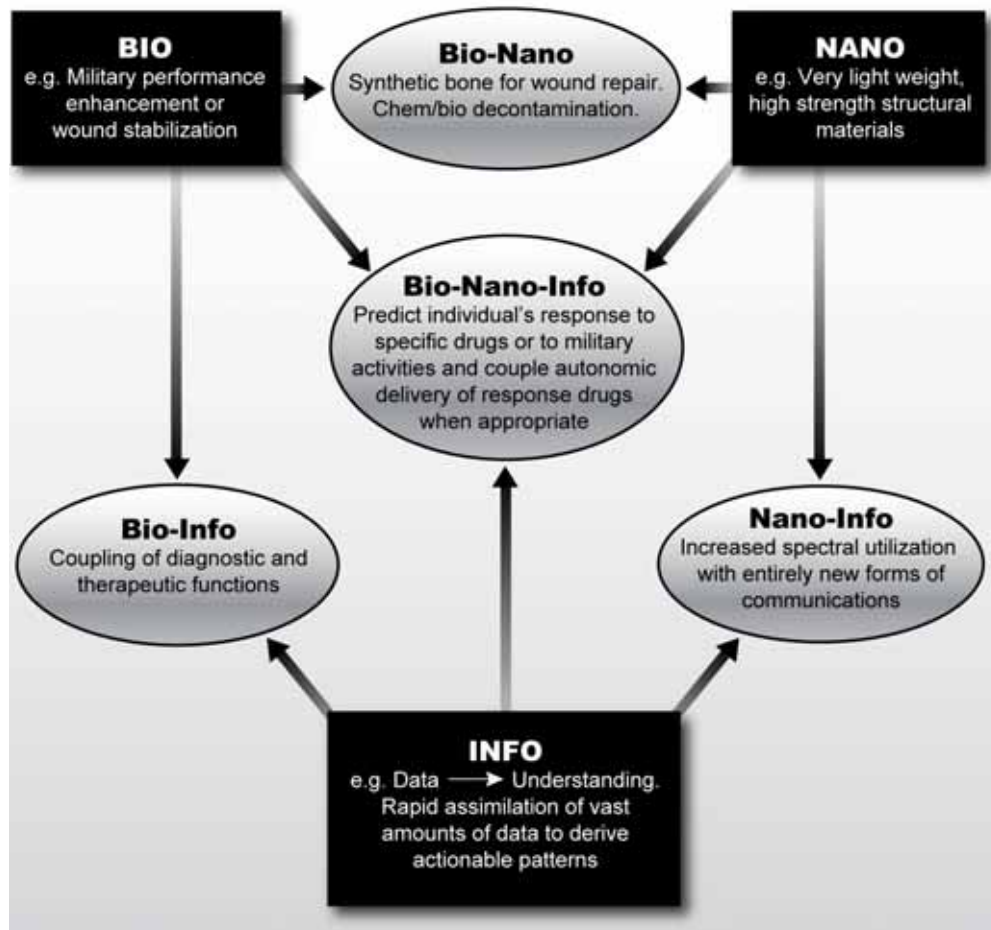 BIO
e.g. Military performance
enhancement or
wound stabilization
Bio-Nano
Synthetic bone for wound repair.
Chem/bio decontamination.
NANO
e.g. Very light weight,
high strength structural
materials
Bio-Nano-Info
Predict individual's response to
specific drugs or to military
activities and couple autonomic
delivery of response drugs
when appropriate
Bio-Info
Coupling of diagnostic and
therapeutic functions
Nano-Info
Increased spectral utilization
with entirely new forms of
communications
INFO
e.g. Data → Understanding.
Rapid assimilation of vast
amounts of data to derive
actionable patterns